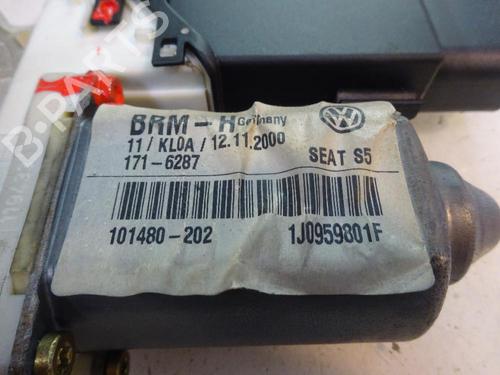 B-PARTS
BRM-H Germany
11/KL0A/12.11.2000
171-6287 SEAT S5
101480-202 1J0959801F